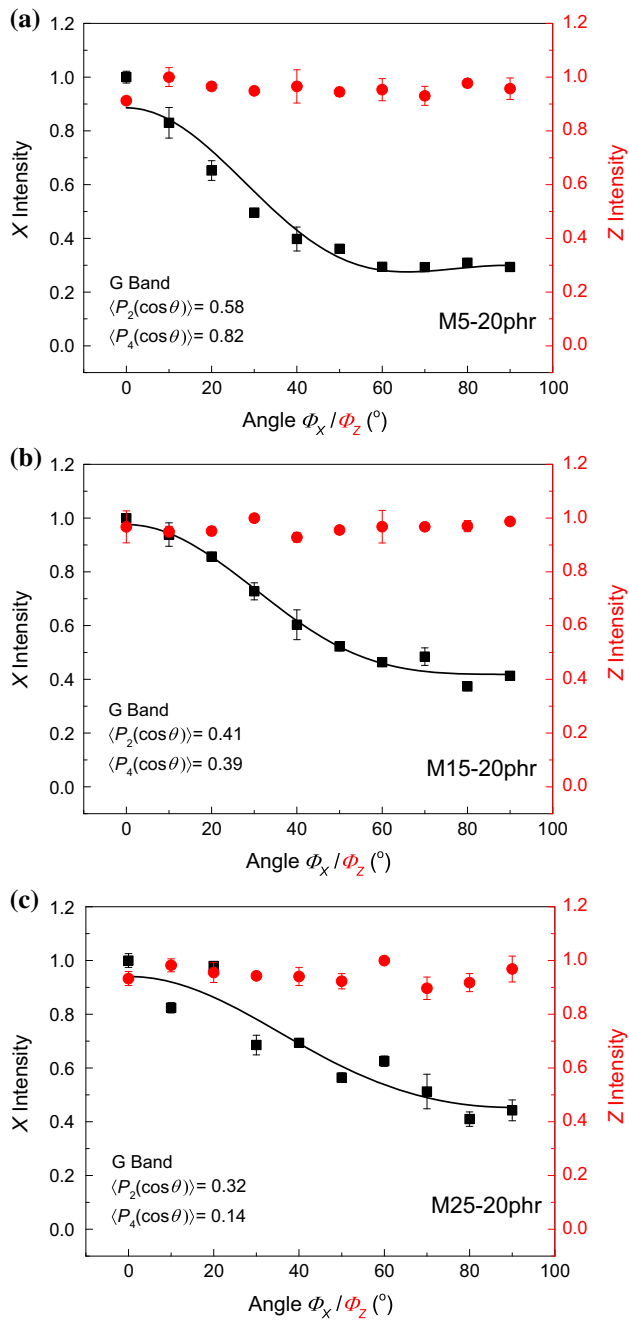 (a)
1.2
1.0
0.8
0.6
0.4
0.2
0.0
X Intensity
1.2
1.0
0.8
0.6
0.4
0.2
0.0
Z Intensity
G Band
⟨P₂(cosθ)⟩= 0.58
⟨P₄(cosθ)⟩= 0.82
M5-20phr
0 20 40 60 80 100
Angle Φ_X /Φ_Z (°)
(b)
1.2
1.0
0.8
0.6
0.4
0.2
0.0
X Intensity
1.2
1.0
0.8
0.6
0.4
0.2
0.0
Z Intensity
G Band
⟨P₂(cosθ)⟩= 0.41
⟨P₄(cosθ)⟩= 0.39
M15-20phr
0 20 40 60 80 100
Angle Φ_X /Φ_Z (°)
(c)
1.2
1.0
0.8
0.6
0.4
0.2
0.0
X Intensity
1.2
1.0
0.8
0.6
0.4
0.2
0.0
Z Intensity
G Band
⟨P₂(cosθ)⟩= 0.32
⟨P₄(cosθ)⟩= 0.14
M25-20phr
0 20 40 60 80 100
Angle Φ_X /Φ_Z (°)